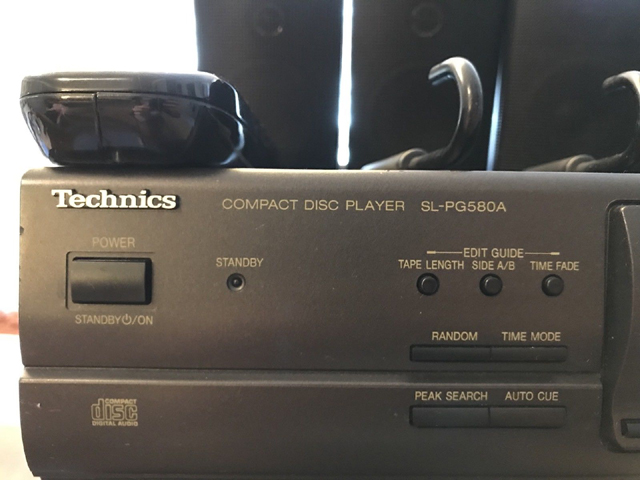 Technics
COMPACT DISC PLAYER SL-PG580A
POWER
STANDBY⏻/ON
STANDBY
EDIT GUIDE
TAPE LENGTH SIDE A/B TIME FADE
RANDOM TIME MODE
PEAK SEARCH AUTO CUE
COMPACT
disc
DIGITAL AUDIO